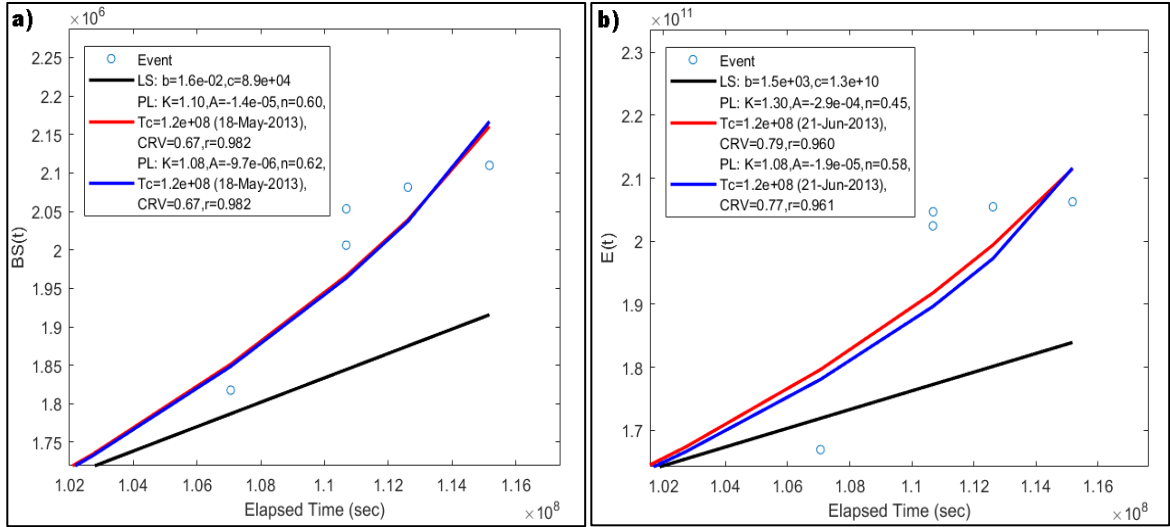 a)
×10^6
2.25
2.2
2.15
2.1
2.05
2
1.95
1.9
1.85
1.8
1.75
BS(t)
Event
LS: b=1.6e-02,c=8.9e+04
PL: K=1.10,A=-1.4e-05,n=0.60,
Tc=1.2e+08 (18-May-2013),
CRV=0.67,r=0.982
PL: K=1.08,A=-9.7e-06,n=0.62,
Tc=1.2e+08 (18-May-2013),
CRV=0.67,r=0.982
1.02 1.04 1.06 1.08 1.1 1.12 1.14 1.16
Elapsed Time (sec) ×10^8
b)
×10^11
2.3
2.2
2.1
2
1.9
1.8
1.7
E(t)
Event
LS: b=1.5e+03,c=1.3e+10
PL: K=1.30,A=-2.9e-04,n=0.45,
Tc=1.2e+08 (21-Jun-2013),
CRV=0.79,r=0.960
PL: K=1.08,A=-1.9e-05,n=0.58,
Tc=1.2e+08 (21-Jun-2013),
CRV=0.77,r=0.961
1.02 1.04 1.06 1.08 1.1 1.12 1.14 1.16
Elapsed Time (sec) ×10^8